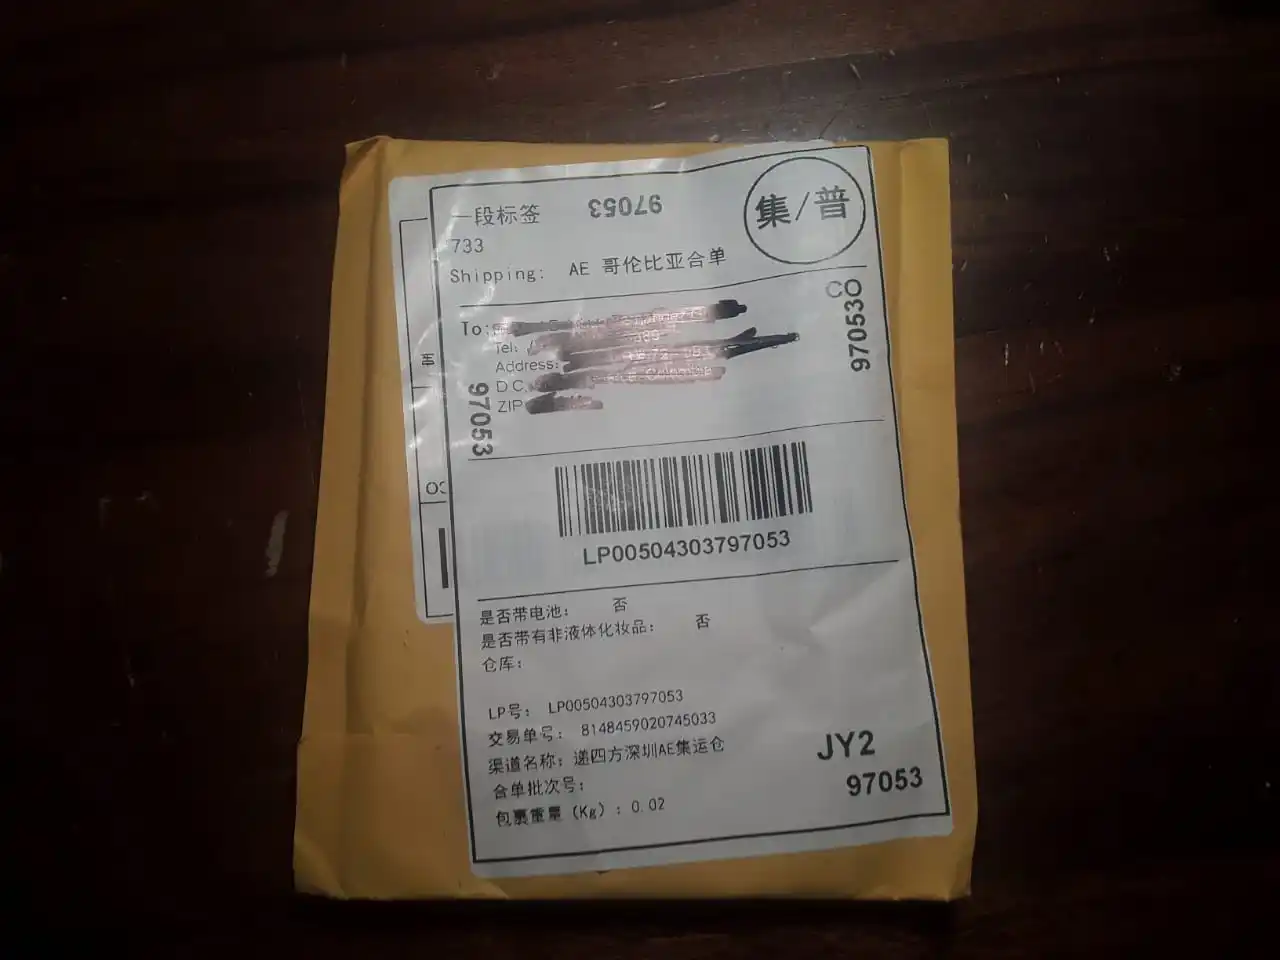 一段标签 97053
集/普
733
Shipping: AE 哥伦比亚合单
CO
97053
To:
Tel:
Address:
D C,
ZIP
97053
LP00504303797053
是否带电池: 否
是否带有非液体化妆品: 否
仓库:
LP号: LP00504303797053
交易单号: 8148459020745033
渠道名称: 递四方深圳AE集运仓
合单批次号:
包裹重量 (Kg) : 0.02
JY2
97053